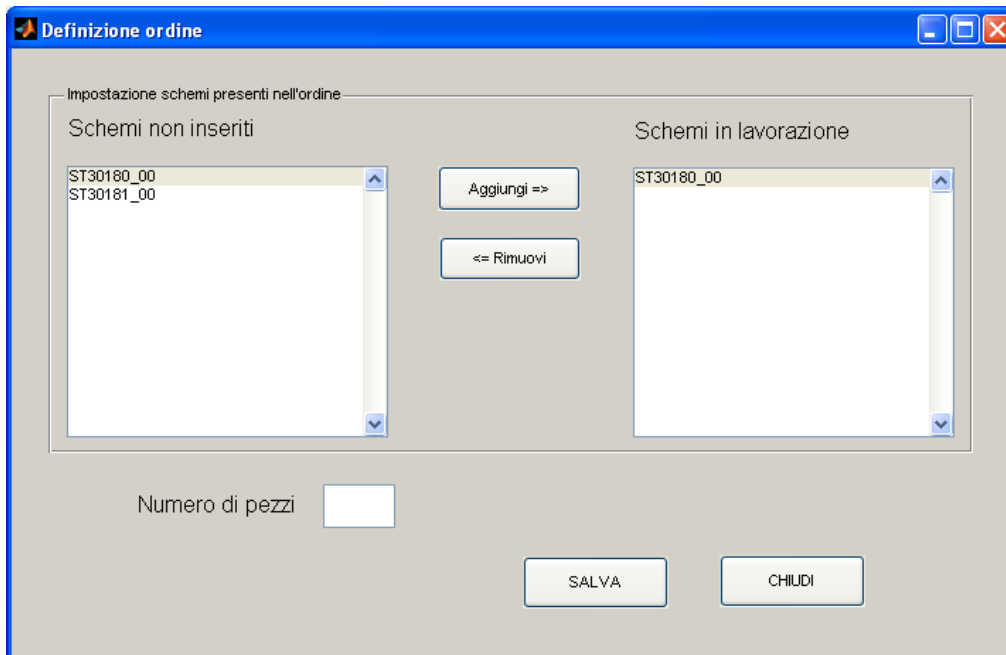 Definizione ordine
Impostazione schemi presenti nell'ordine
Schemi non inseriti
Schemi in lavorazione
ST30180_00
ST30181_00
Aggiungi =>
<= Rimuovi
ST30180_00
Numero di pezzi
SALVA
CHIUDI